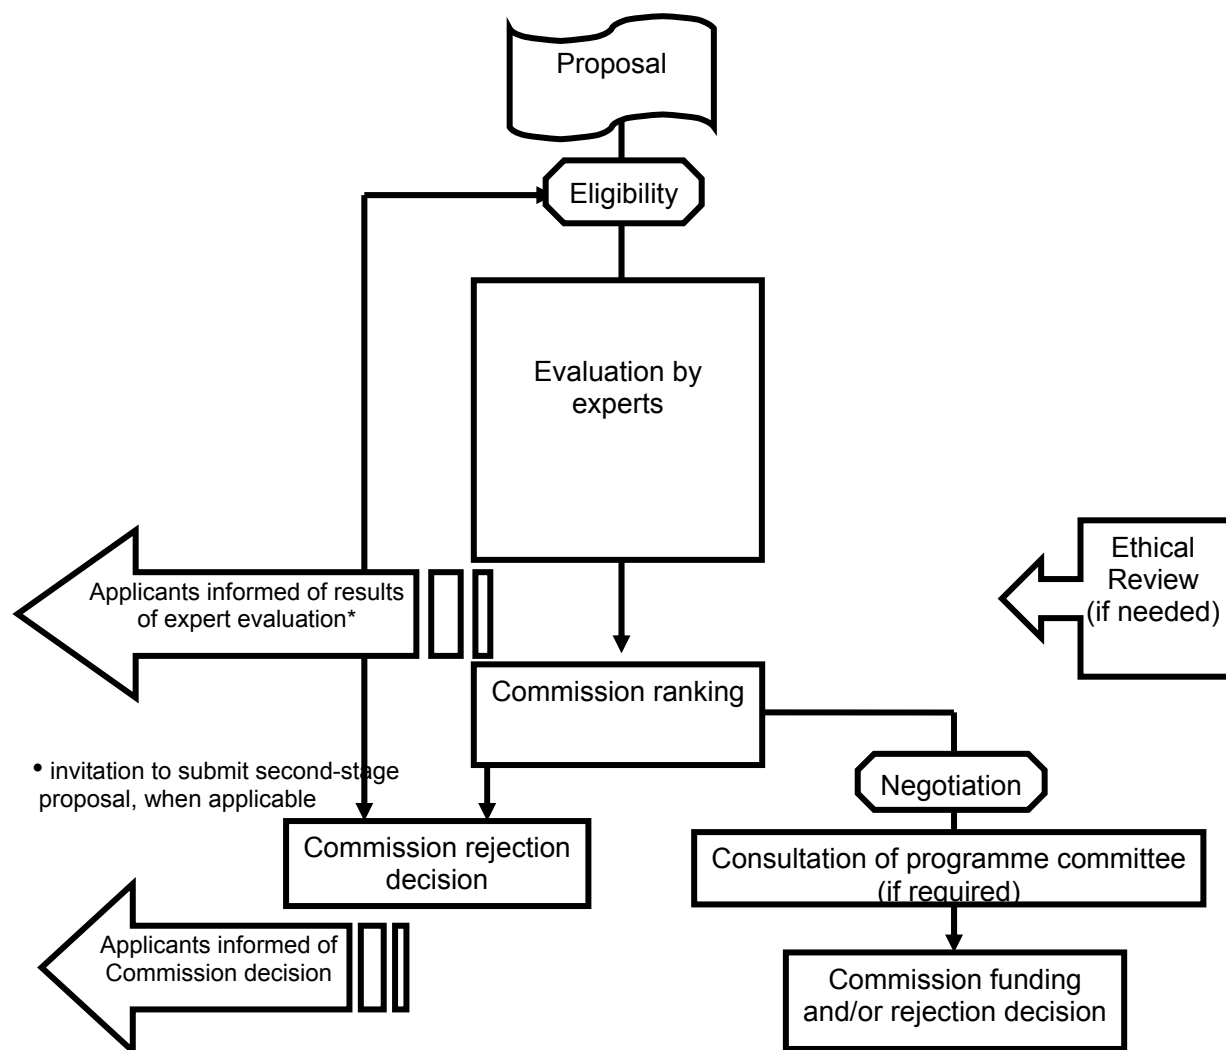 Proposal
Eligibility
Evaluation by
experts
Ethical
Review
(if needed)
Applicants informed of results
of expert evaluation*
Commission ranking
• invitation to submit second-stage
proposal, when applicable
Negotiation
Commission rejection
decision
Consultation of programme committee
(if required)
Applicants informed of
Commission decision
Commission funding
and/or rejection decision